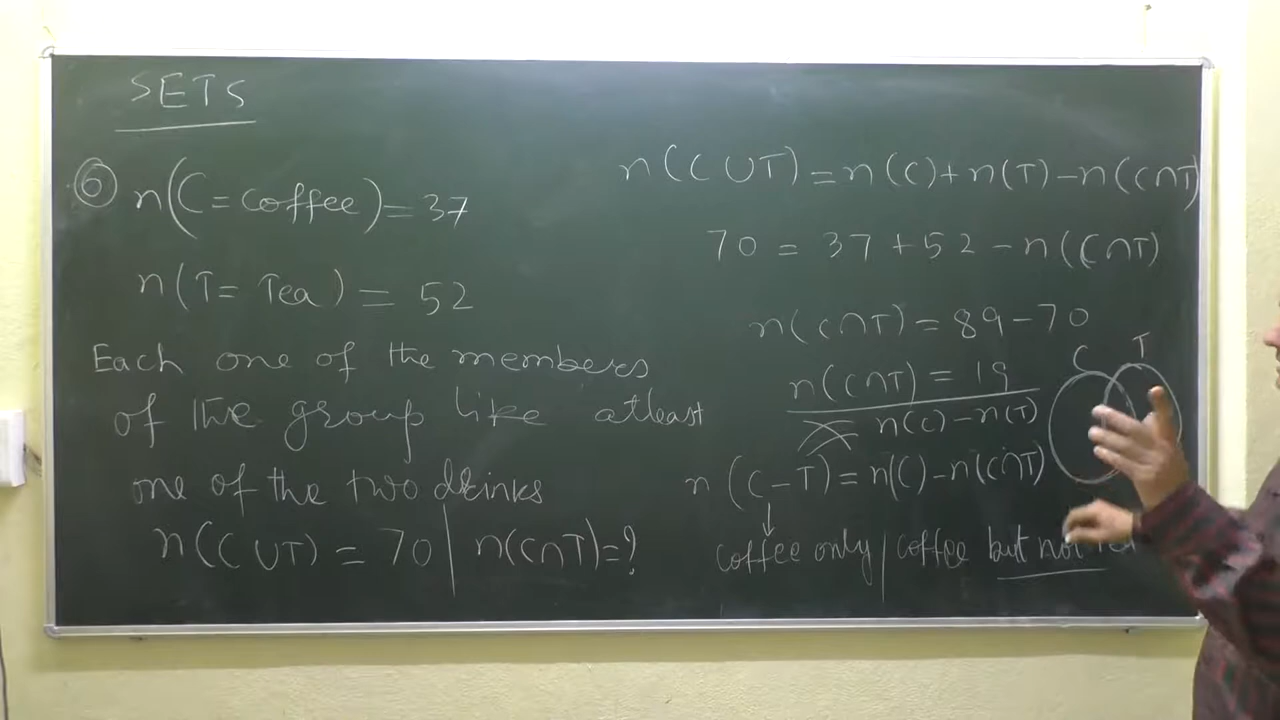 SETS
⑥ n(C=coffee)=37
n(T=Tea)=52
Each one of the members
of the group like atleast
one of the two drinks
n(C∪T)=70 | n(C∩T)=?
n(C∪T)=n(C)+n(T)-n(C∩T)
70=37+52-n(C∩T)
n(C∩T)=89-70
n(C∩T)=19
n(C)-n(T)
C T
n(C-T)=n(C)-n(C∩T)
↓
coffee only | coffee but not